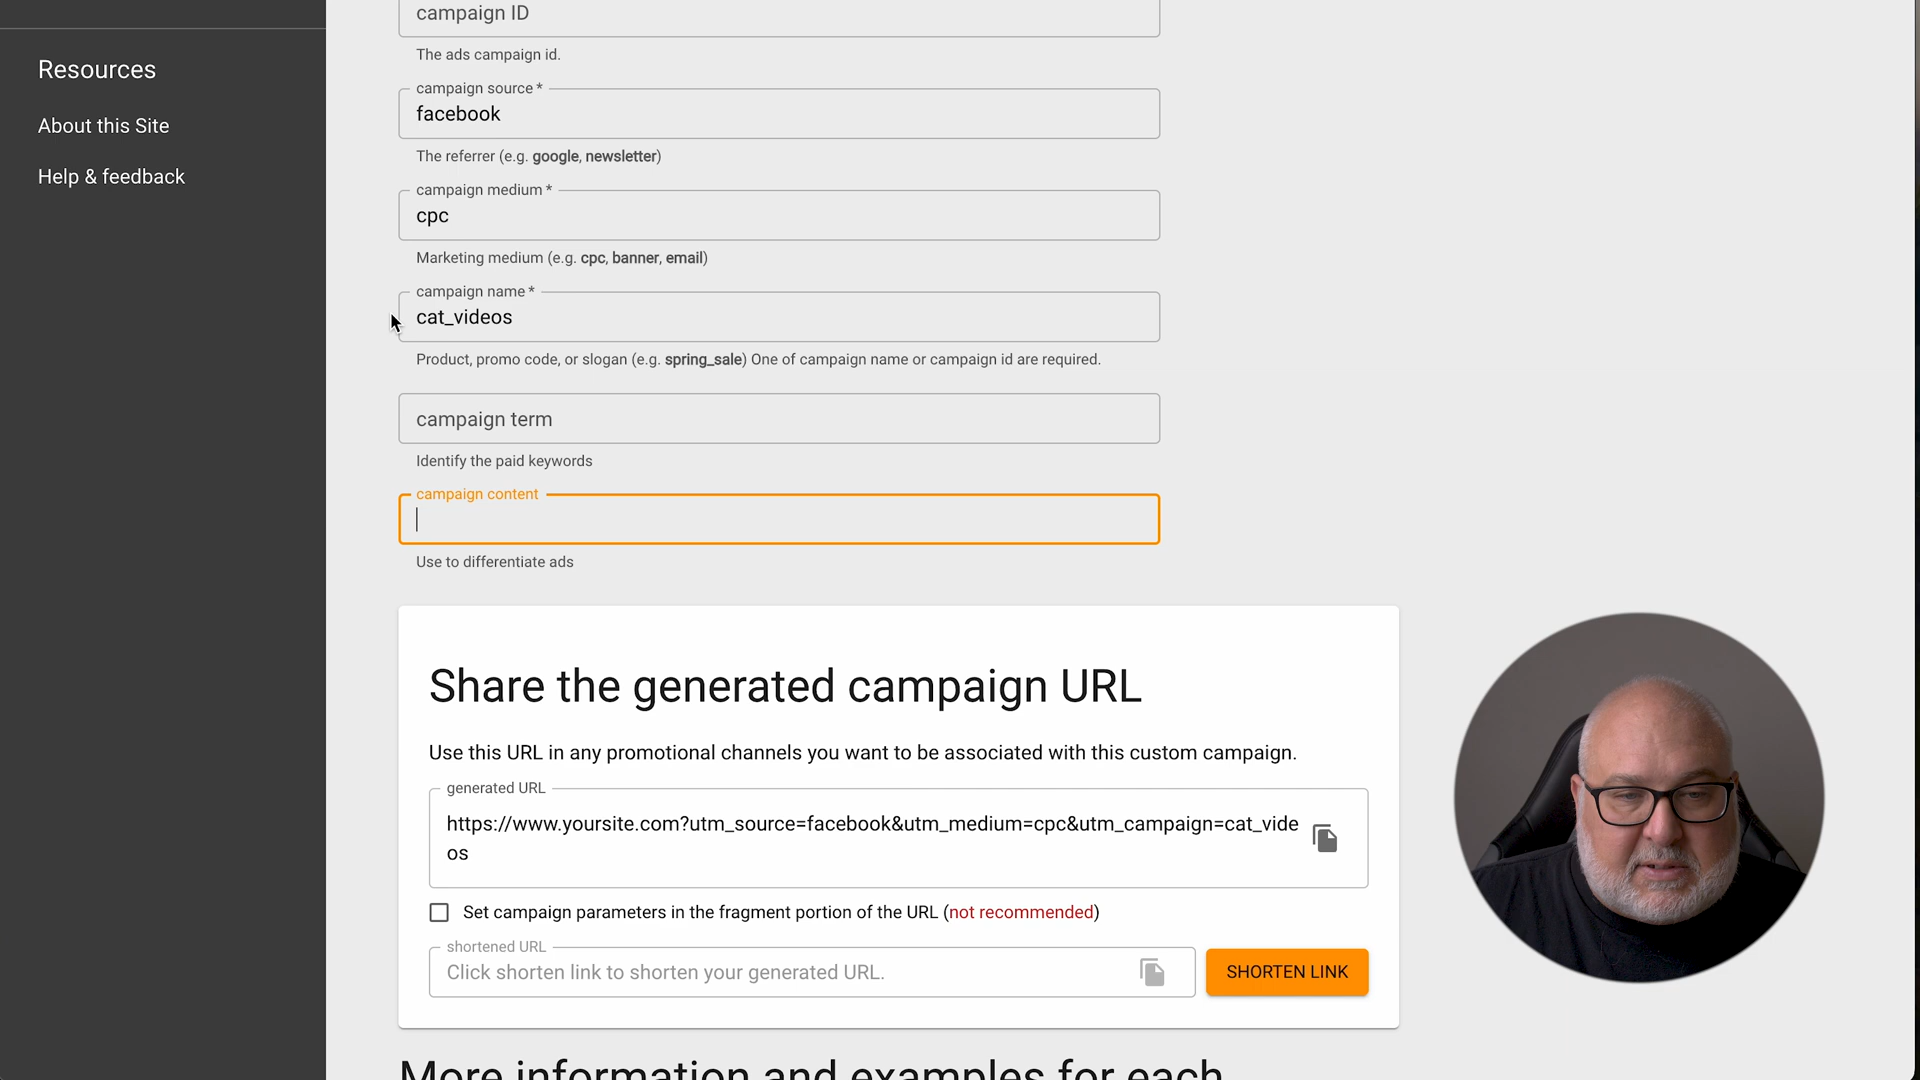 Resources
About this Site
Help & feedback
campaign ID
The ads campaign id.
campaign source *
facebook
The referrer (e.g. google, newsletter)
campaign medium *
cpc
Marketing medium (e.g. cpc, banner, email)
campaign name *
cat_videos
Product, promo code, or slogan (e.g. spring_sale) One of campaign name or campaign id are required.
campaign term
Identify the paid keywords
campaign content
Use to differentiate ads
Share the generated campaign URL
Use this URL in any promotional channels you want to be associated with this custom campaign.
generated URL
https://www.yoursite.com?utm_source=facebook&utm_medium=cpc&utm_campaign=cat_vide
os
Set campaign parameters in the fragment portion of the URL (not recommended)
shortened URL
Click shorten link to shorten your generated URL.
SHORTEN LINK
More information and examples for each